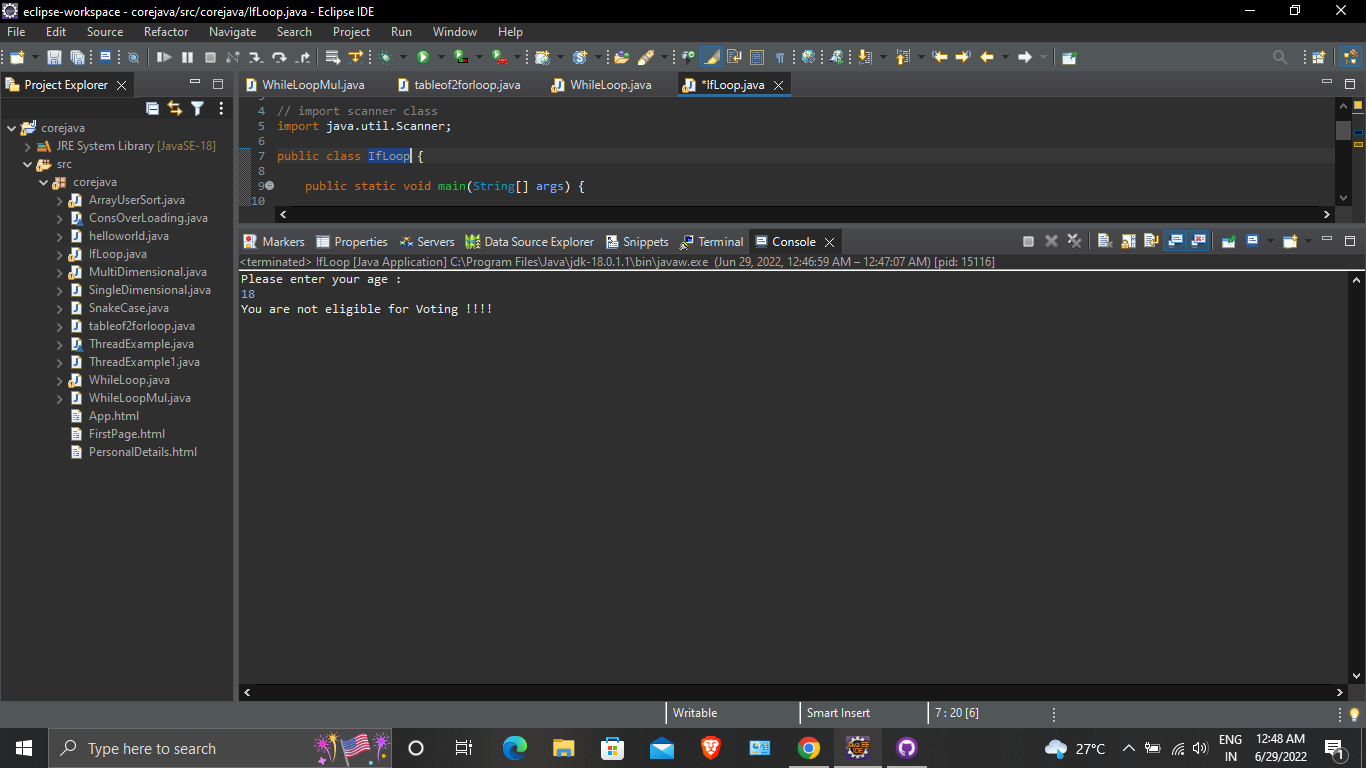 eclipse-workspace - corejava/src/corejava/IfLoop.java - Eclipse IDE
File Edit Source Refactor Navigate Search Project Run Window Help
Project Explorer
corejava
JRE System Library [JavaSE-18]
src
corejava
ArrayUserSort.java
ConsOverLoading.java
helloworld.java
IfLoop.java
MultiDimensional.java
SingleDimensional.java
SnakeCase.java
tableof2forloop.java
ThreadExample.java
ThreadExample1.java
WhileLoop.java
WhileLoopMul.java
App.html
FirstPage.html
PersonalDetails.html
WhileLoopMul.java tableof2forloop.java WhileLoop.java *IfLoop.java
4 // import scanner class
5 import java.util.Scanner;
6
7 public class IfLoop {
8
9 public static void main(String[] args) {
10
Markers Properties Servers Data Source Explorer Snippets Terminal Console
<terminated> IfLoop [Java Application] C:\Program Files\Java\jdk-18.0.1.1\bin\javaw.exe (Jun 29, 2022, 12:46:59 AM – 12:47:07 AM) [pid: 15116]
Please enter your age :
18
You are not eligible for Voting !!!!
Writable Smart Insert 7 : 20 [6]
Type here to search
27°C
ENG
IN
12:48 AM
6/29/2022
1